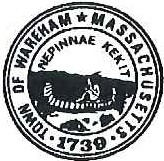 TOWN OF WAREHAM ★ MASSACHUSETTS
NEPINNAE KEKIT
• 1739 •